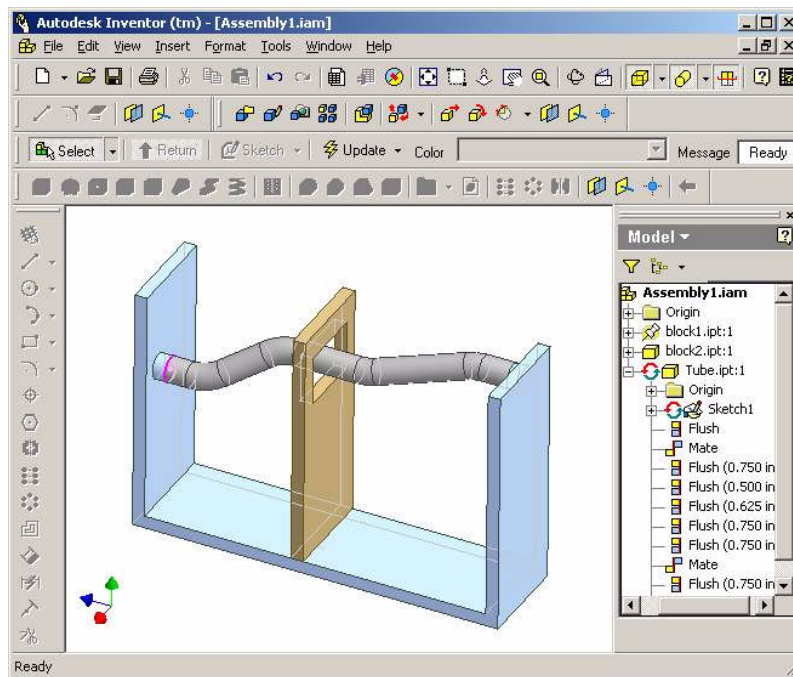 Autodesk Inventor (tm) - [Assembly1.iam]
File Edit View Insert Format Tools Window Help
Select Return Sketch Update Color Message Ready
Model
Assembly1.iam
Origin
block1.ipt:1
block2.ipt:1
Tube.ipt:1
Origin
Sketch1
Flush
Mate
Flush (0.750 in
Flush (0.500 in
Flush (0.625 in
Flush (0.750 in
Flush (0.750 in
Mate
Flush (0.750 in
Ready